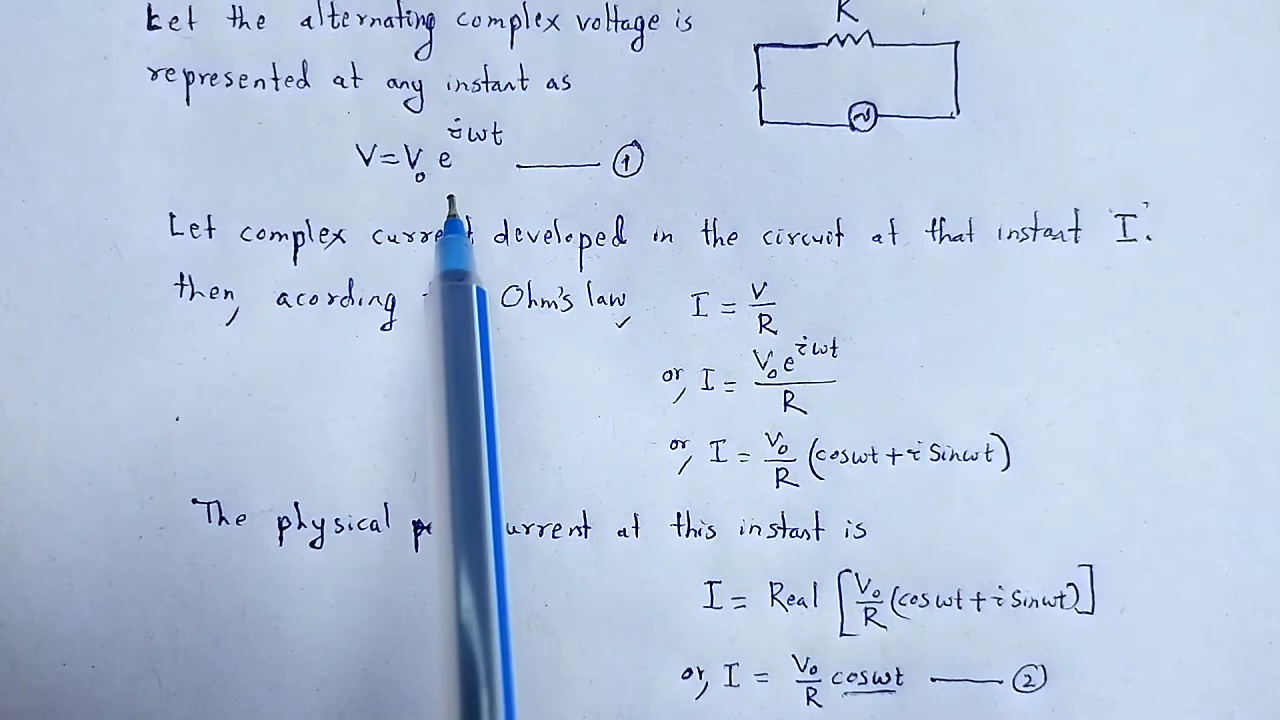 Let the alternating complex voltage is
R
represented at any instant as
V=V₀ e^{iωt} ——— ①
Let complex current developed in the circuit at that instant 'I'.
then, acording Ohm's law, I = V/R
or, I = V₀e^{iωt}/R
or, I = V₀/R (cosωt + i Sinωt)
The physical current at this instant is
I = Real [V₀/R (cosωt + i sinωt)]
or, I = V₀/R cosωt ——— ②